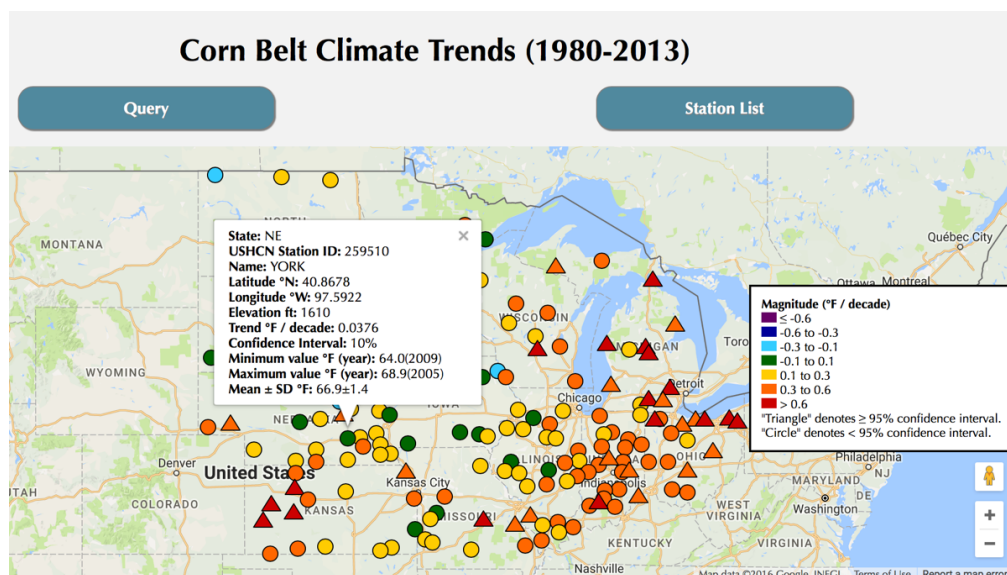 Corn Belt Climate Trends (1980-2013)
Query
Station List
MONTANA
WYOMING
UTAH
COLORADO
Denver
United States
KANSAS
Kansas City
MISSOURI
WISCONSIN
Chicago
Detroit
Indianapolis
OHIO
KENTUCKY
Nashville
WEST
VIRGINIA
VIRGINIA
MARYLAND
DE
NJ
Washington
Philadelphia
Toro
Ottawa
Montreal
Québec City
State: NE
USHCN Station ID: 259510
Name: YORK
Latitude °N: 40.8678
Longitude °W: 97.5922
Elevation ft: 1610
Trend °F / decade: 0.0376
Confidence Interval: 10%
Minimum value °F (year): 64.0(2009)
Maximum value °F (year): 68.9(2005)
Mean ± SD °F: 66.9±1.4
Magnitude (°F / decade)
≤ -0.6
-0.6 to -0.3
-0.3 to -0.1
-0.1 to 0.1
0.1 to 0.3
0.3 to 0.6
> 0.6
"Triangle" denotes ≥ 95% confidence interval.
"Circle" denotes < 95% confidence interval.
Map data ©2016 Google, INEGI
Terms of Use
Report a map error